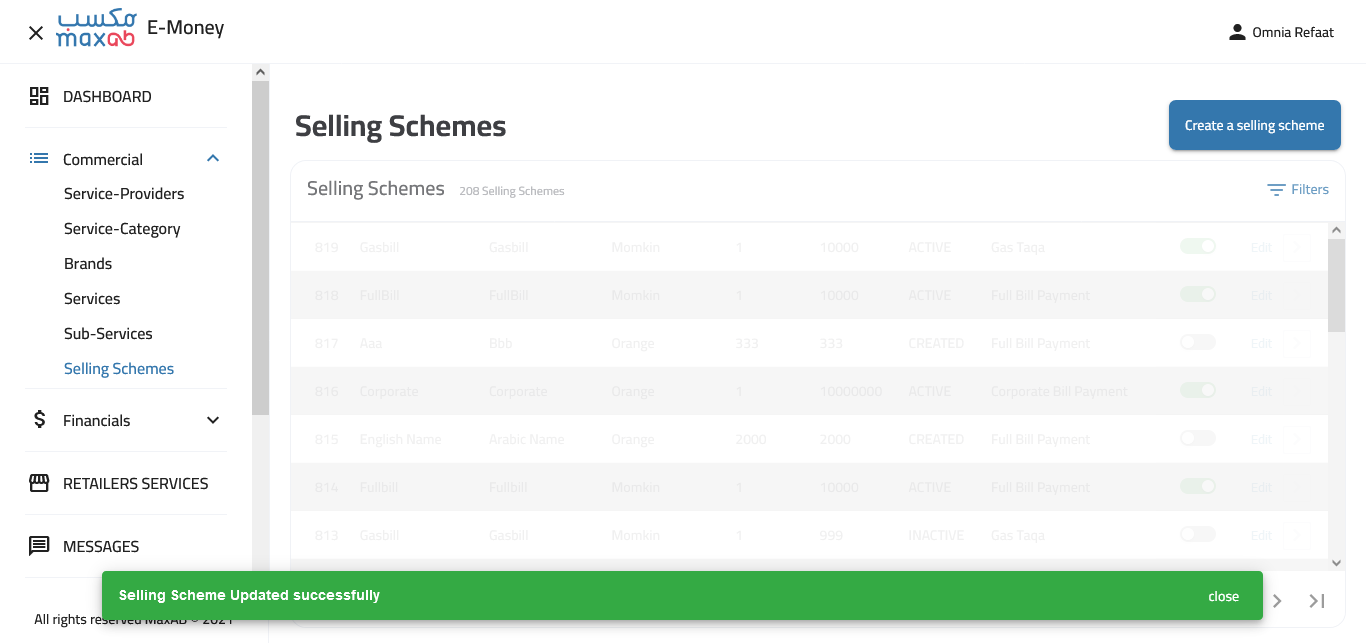 مكسب
maxab
E-Money
Omnia Refaat
DASHBOARD
Commercial
Service-Providers
Service-Category
Brands
Services
Sub-Services
Selling Schemes
Financials
RETAILERS SERVICES
MESSAGES
All rights reserved MaxAB © 2021
Selling Schemes
Create a selling scheme
Selling Schemes 208 Selling Schemes
Filters
819 Gasbill Gasbill Momkin 1 10000 ACTIVE Gas Taqa Edit
818 FullBill FullBill Momkin 1 10000 ACTIVE Full Bill Payment Edit
817 Aaa Bbb Orange 333 333 CREATED Full Bill Payment Edit
816 Corporate Corporate Orange 1 10000000 ACTIVE Corporate Bill Payment Edit
815 English Name Arabic Name Orange 2000 2000 CREATED Full Bill Payment Edit
814 Fullbill Fullbill Momkin 1 10000 ACTIVE Full Bill Payment Edit
813 Gasbill Gasbill Momkin 1 999 INACTIVE Gas Taqa Edit
Selling Scheme Updated successfully
close